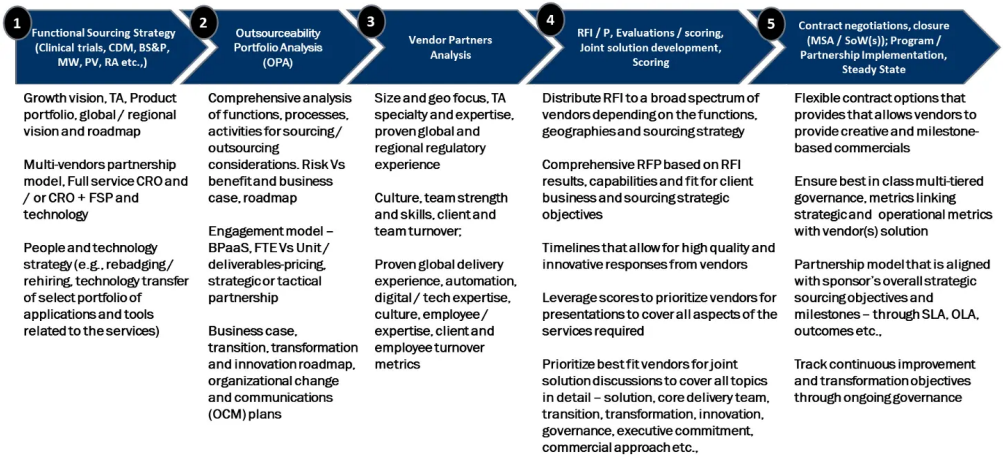 1
Functional Sourcing Strategy
(Clinical trials, CDM, BS&P,
MW, PV, RA etc.,)
2
Outsourceability
Portfolio Analysis
(OPA)
3
Vendor Partners
Analysis
4
RFI / P, Evaluations / scoring,
Joint solution development,
Scoring
5
Contract negotiations, closure
(MSA / SoW(s)); Program /
Partnership Implementation,
Steady State
Growth vision, TA, Product
portfolio, global / regional
vision and roadmap
Multi-vendors partnership
model, Full service CRO and
/ or CRO + FSP and
technology
People and technology
strategy (e.g., rebadging /
rehiring, technology transfer
of select portfolio of
applications and tools
related to the services)
Comprehensive analysis
of functions, processes,
activities for sourcing /
outsourcing
considerations. Risk Vs
benefit and business
case, roadmap
Engagement model –
BPaaS, FTE Vs Unit /
deliverables-pricing,
strategic or tactical
partnership
Business case,
transition, transformation
and innovation roadmap,
organizational change
and communications
(OCM) plans
Size and geo focus, TA
specialty and expertise,
proven global and
regional regulatory
experience
Culture, team strength
and skills, client and
team turnover;
Proven global delivery
experience, automation,
digital / tech expertise,
culture, employee /
expertise, client and
employee turnover
metrics
Distribute RFI to a broad spectrum of
vendors depending on the functions,
geographies and sourcing strategy
Comprehensive RFP based on RFI
results, capabilities and fit for client
business and sourcing strategic
objectives
Timelines that allow for high quality and
innovative responses from vendors
Leverage scores to prioritize vendors for
presentations to cover all aspects of the
services required
Prioritize best fit vendors for joint
solution discussions to cover all topics
in detail – solution, core delivery team,
transition, transformation, innovation,
governance, executive commitment,
commercial approach etc.,
Flexible contract options that
provides that allows vendors to
provide creative and milestone-
based commercials
Ensure best in class multi-tiered
governance, metrics linking
strategic and operational metrics
with vendor(s) solution
Partnership model that is aligned
with sponsor's overall strategic
sourcing objectives and
milestones – through SLA, OLA,
outcomes etc.,
Track continuous improvement
and transformation objectives
through ongoing governance